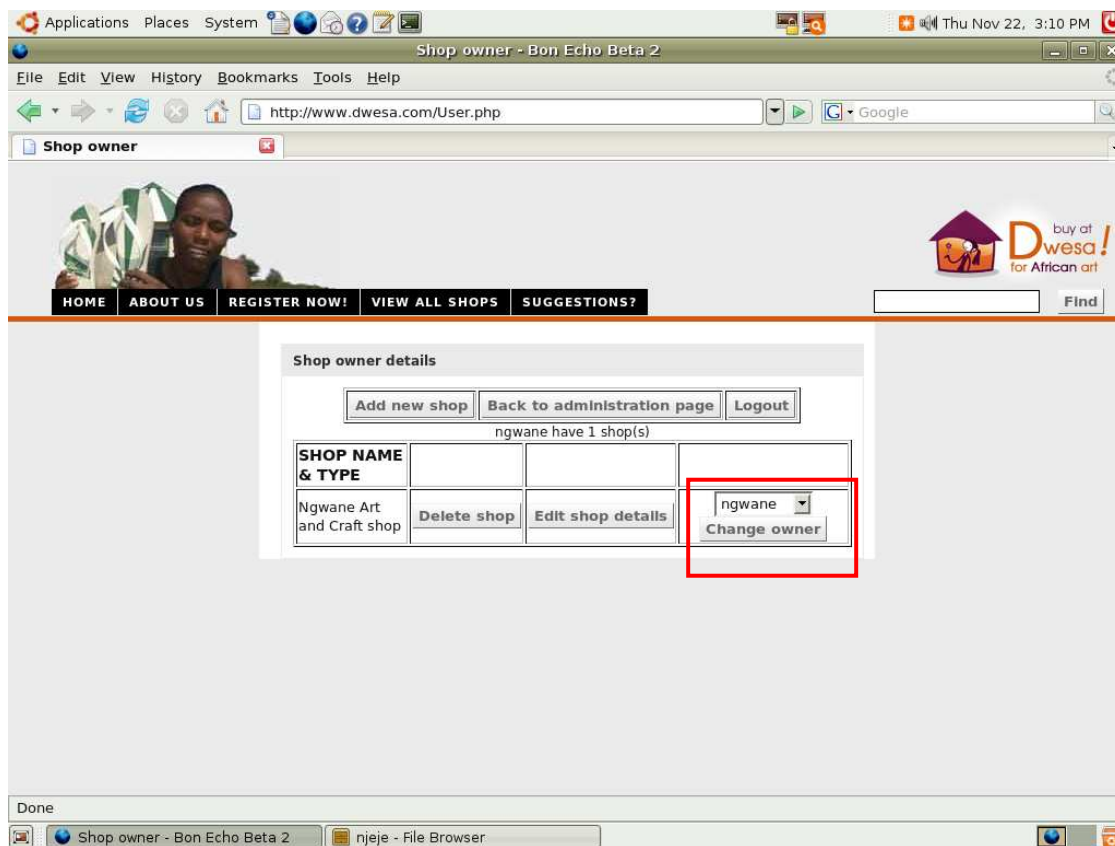 Applications Places System Thu Nov 22, 3:10 PM
Shop owner - Bon Echo Beta 2
File Edit View History Bookmarks Tools Help
http://www.dwesa.com/User.php G Google
Shop owner
buy at
Dwesa!
for African art
HOME ABOUT US REGISTER NOW! VIEW ALL SHOPS SUGGESTIONS? Find
Shop owner details
Add new shop Back to administration page Logout
ngwane have 1 shop(s)
SHOP NAME
& TYPE
Ngwane Art
and Craft shop
Delete shop Edit shop details
ngwane
Change owner
Done
Shop owner - Bon Echo Beta 2 njeje - File Browser